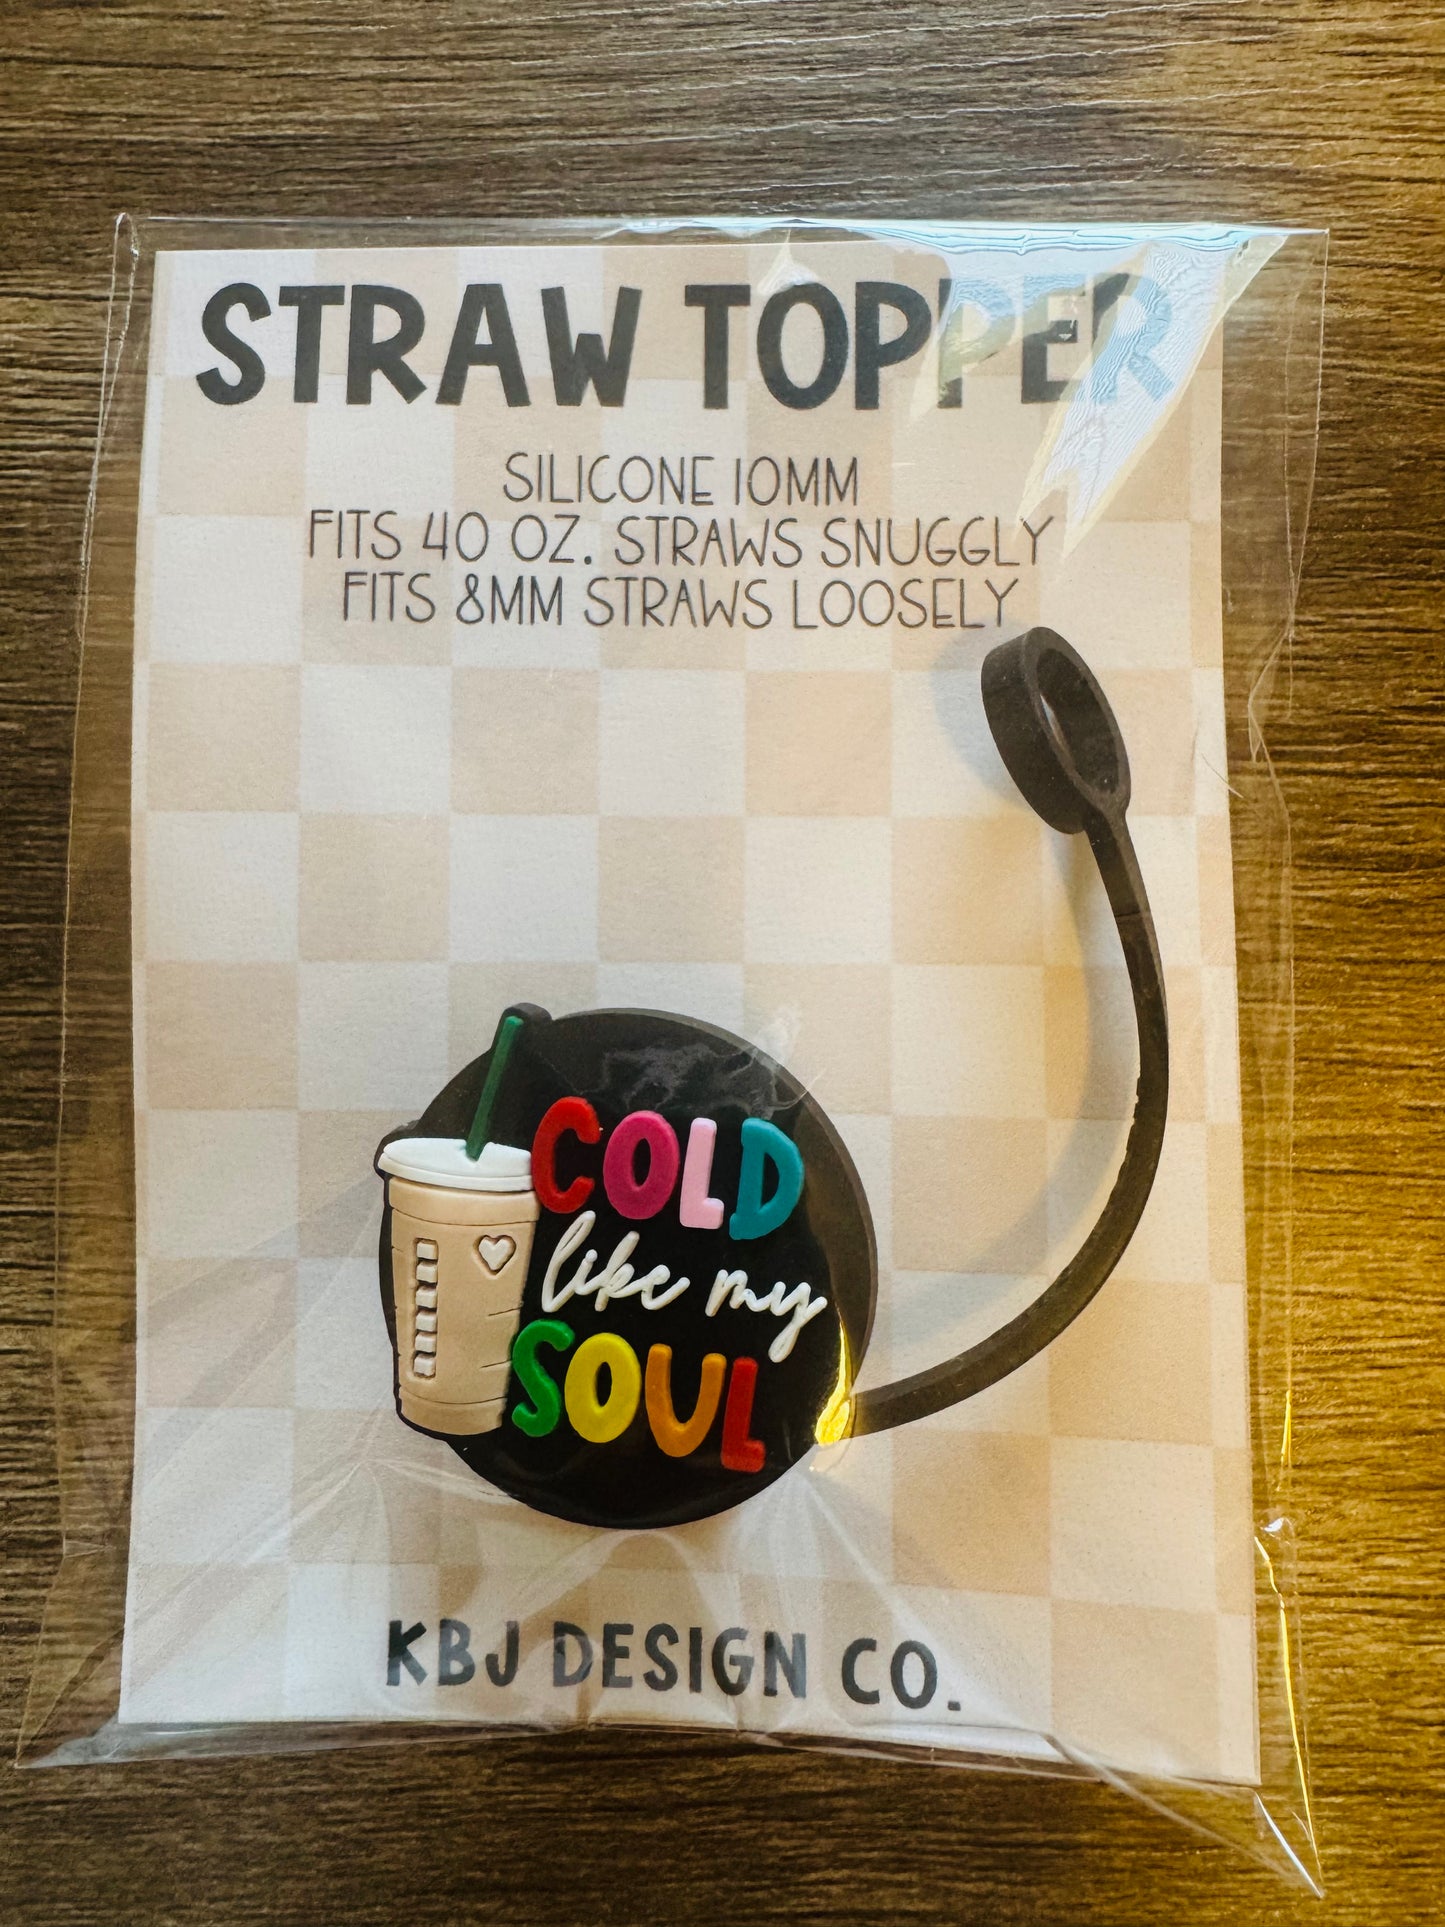 STRAW TOPPER
SILICONE 10MM
FITS 40 OZ. STRAWS SNUGGLY
FITS 8MM STRAWS LOOSELY
COLD
like my
SOUL
KBJ DESIGN CO.